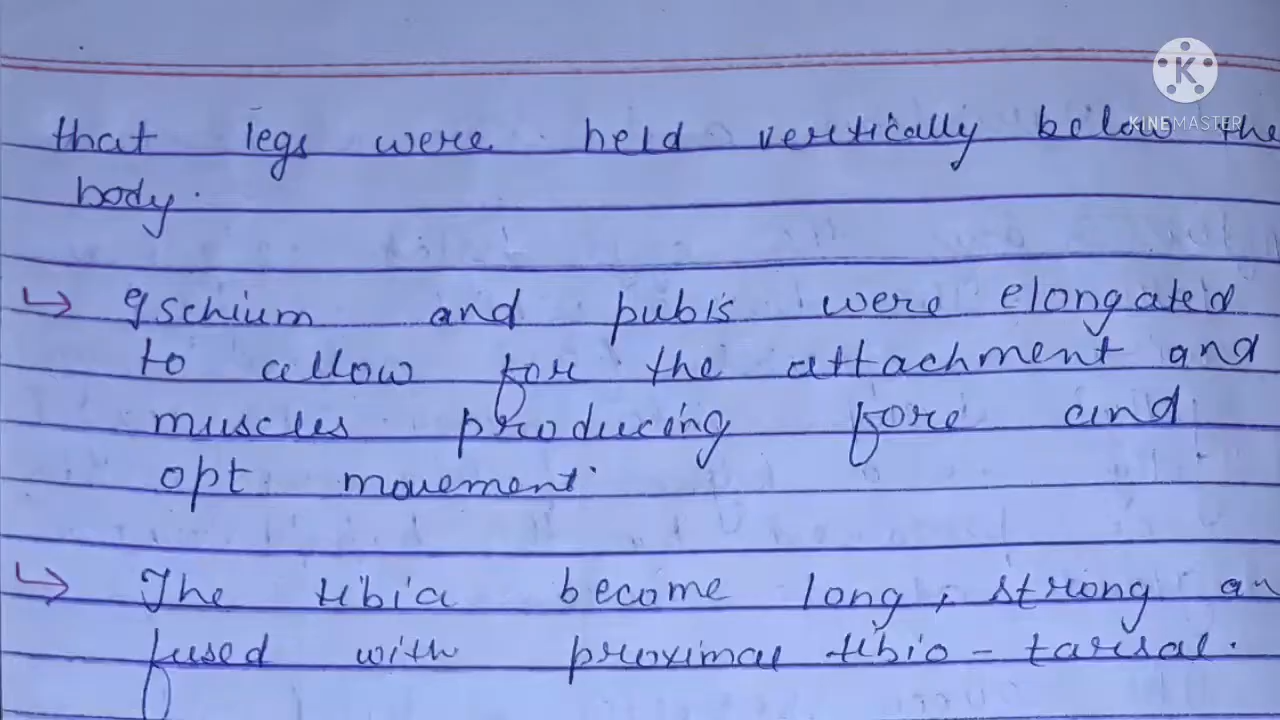 that legs were held vertically below the
body.
↳ Ischium and pubis were elongated
to allow for the attachment and
muscles producing fore and
opt movement.
↳ The tibia become long, strong an
fused with proximal tibio-tarsal.
K
KINEMASTER